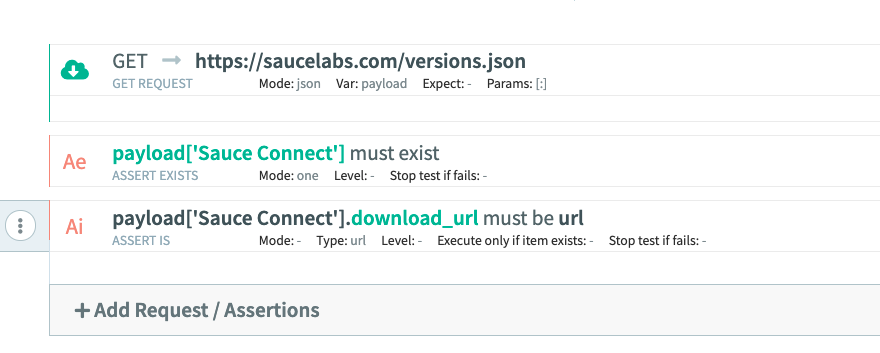 GET → https://saucelabs.com/versions.json
GET REQUEST Mode: json Var: payload Expect: - Params: [:]
Ae payload['Sauce Connect'] must exist
ASSERT EXISTS Mode: one Level: - Stop test if fails: -
Ai payload['Sauce Connect'].download_url must be url
ASSERT IS Mode: - Type: url Level: - Execute only if item exists: - Stop test if fails: -
+ Add Request / Assertions